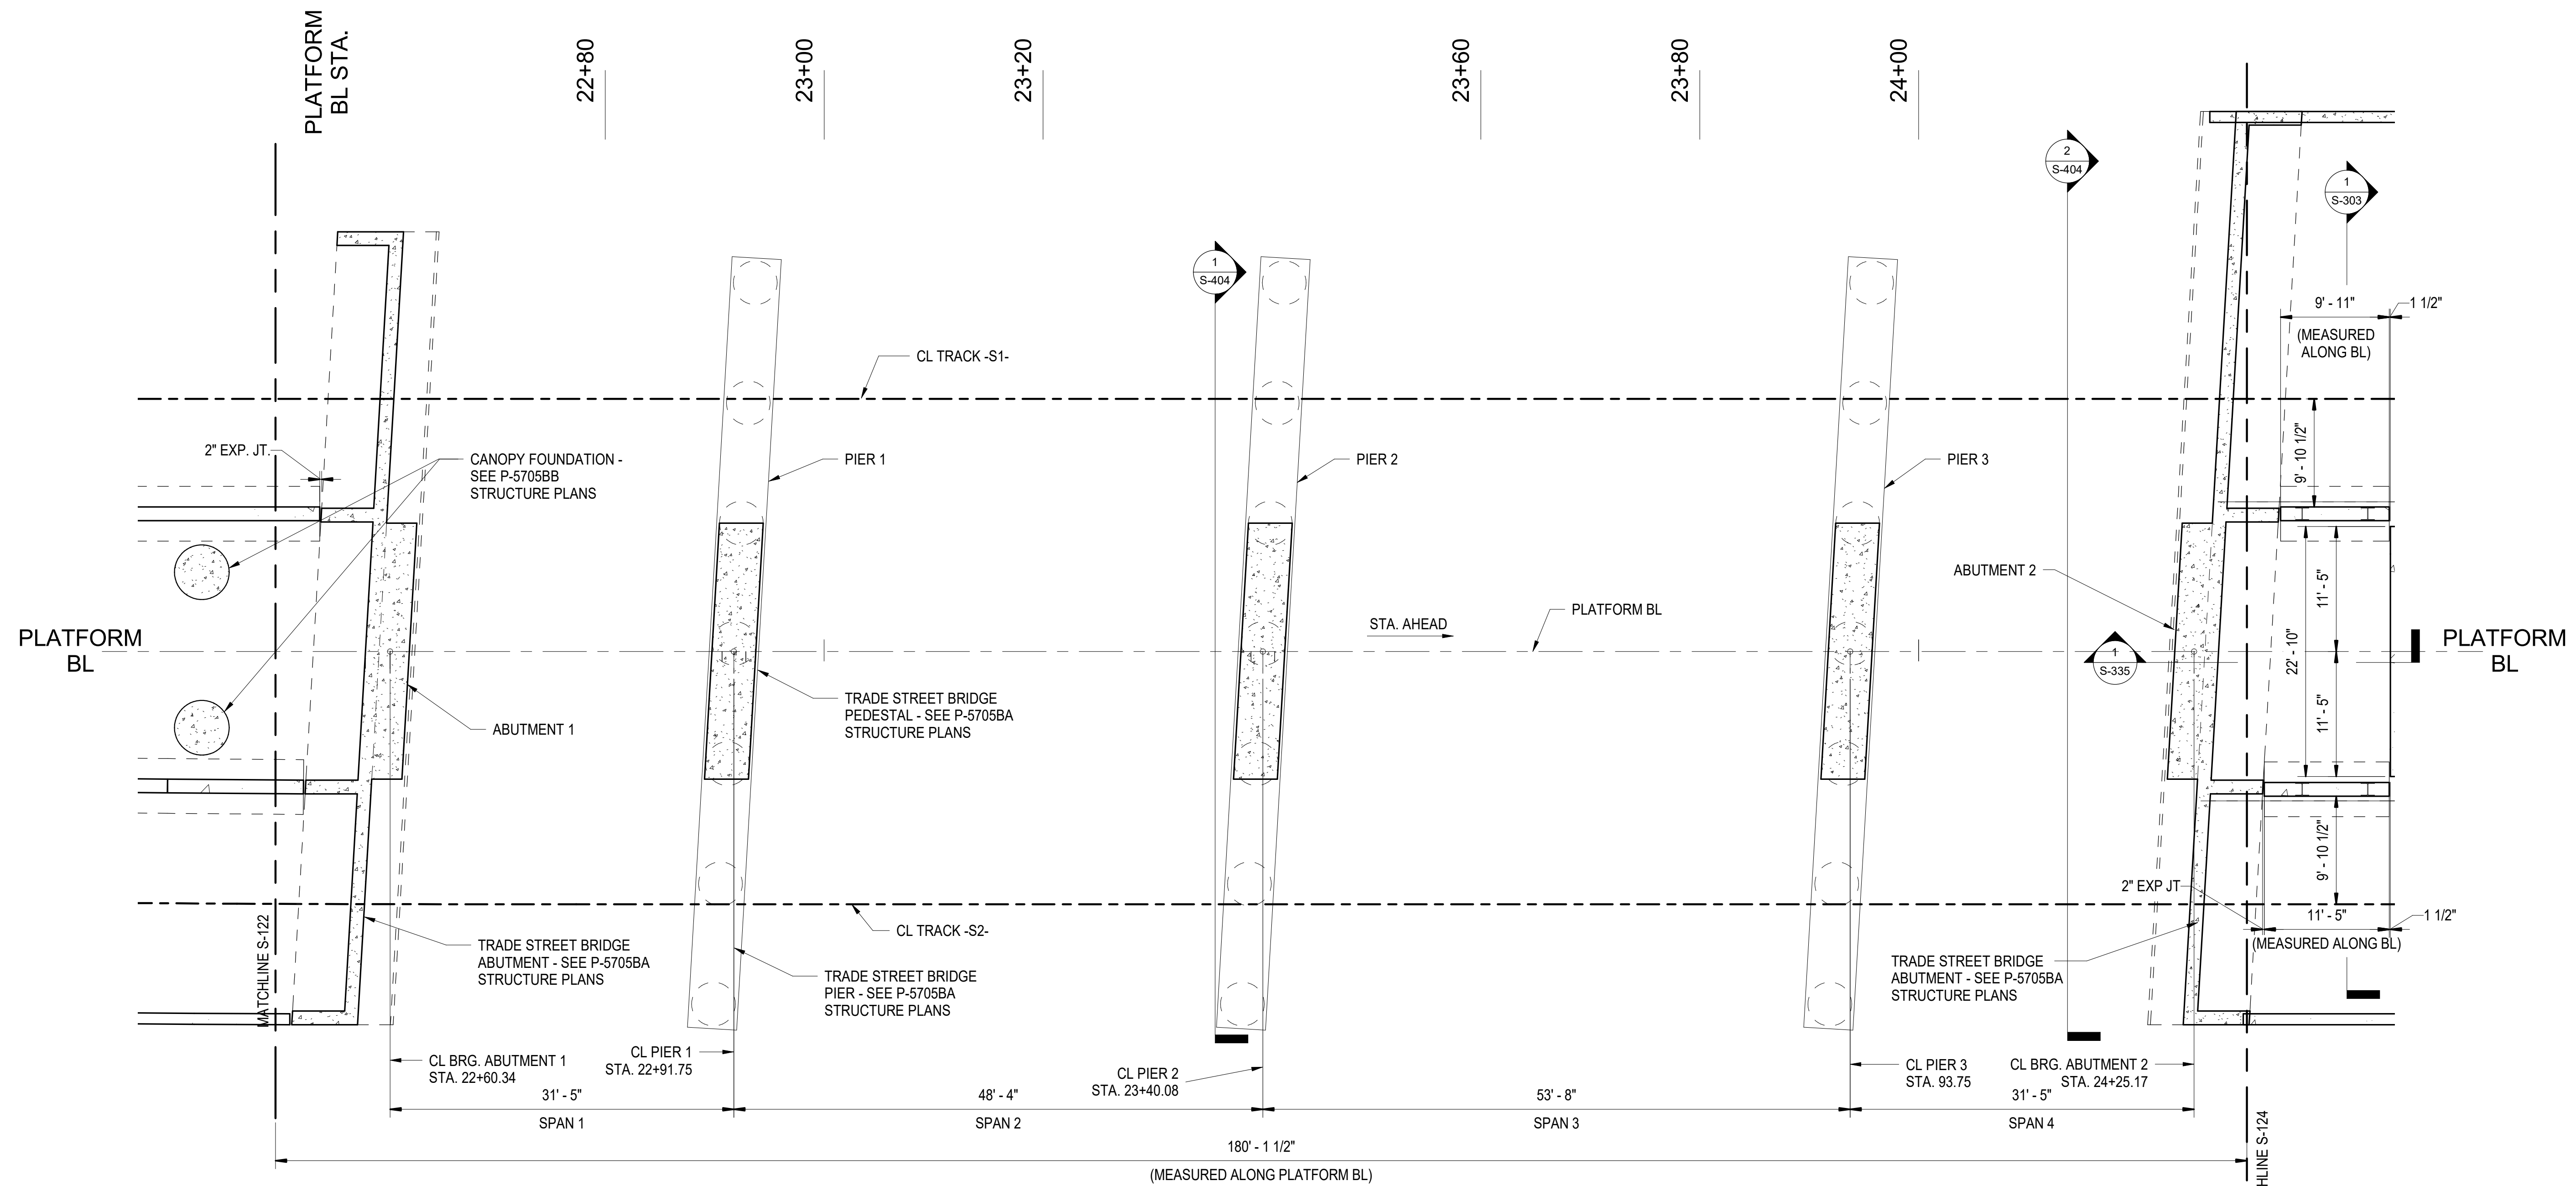 PLATFORM
BL STA.
22+80
23+00
23+20
23+60
23+80
24+00
2
S-404
1
S-303
1
S-404
9' - 11"
1 1/2"
(MEASURED
ALONG BL)
CL TRACK -S1-
9' - 10 1/2"
2" EXP. JT.
CANOPY FOUNDATION -
SEE P-5705BB
STRUCTURE PLANS
PIER 1
PIER 2
PIER 3
ABUTMENT 2
11' - 5"
22' - 10"
11' - 5"
PLATFORM
BL
STA. AHEAD
PLATFORM BL
1
S-335
PLATFORM
BL
TRADE STREET BRIDGE
PEDESTAL - SEE P-5705BA
STRUCTURE PLANS
ABUTMENT 1
9' - 10 1/2"
2" EXP JT
11' - 5"
1 1/2"
(MEASURED ALONG BL)
MATCHLINE S-122
CL TRACK -S2-
TRADE STREET BRIDGE
ABUTMENT - SEE P-5705BA
STRUCTURE PLANS
TRADE STREET BRIDGE
PIER - SEE P-5705BA
STRUCTURE PLANS
TRADE STREET BRIDGE
ABUTMENT - SEE P-5705BA
STRUCTURE PLANS
CL BRG. ABUTMENT 1
STA. 22+60.34
CL PIER 1
STA. 22+91.75
CL PIER 2
STA. 23+40.08
CL PIER 3
STA. 93.75
CL BRG. ABUTMENT 2
STA. 24+25.17
31' - 5"
48' - 4"
53' - 8"
31' - 5"
SPAN 1
SPAN 2
SPAN 3
SPAN 4
180' - 1 1/2"
(MEASURED ALONG PLATFORM BL)
HLINE S-124